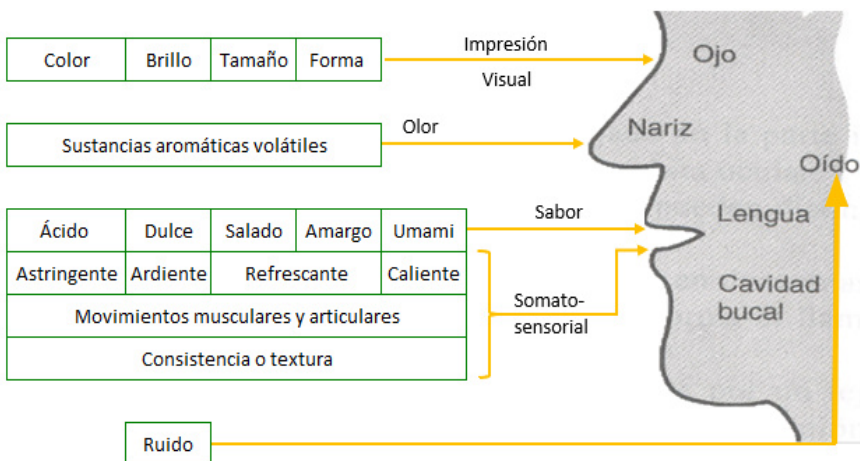 Color Brillo Tamaño Forma
Impresión
Visual
Ojo
Sustancias aromáticas volátiles
Olor
Nariz
Oído
Ácido Dulce Salado Amargo Umami
Sabor
Lengua
Astringente Ardiente Refrescante Caliente
Movimientos musculares y articulares
Consistencia o textura
Somato-
sensorial
Cavidad
bucal
Ruido